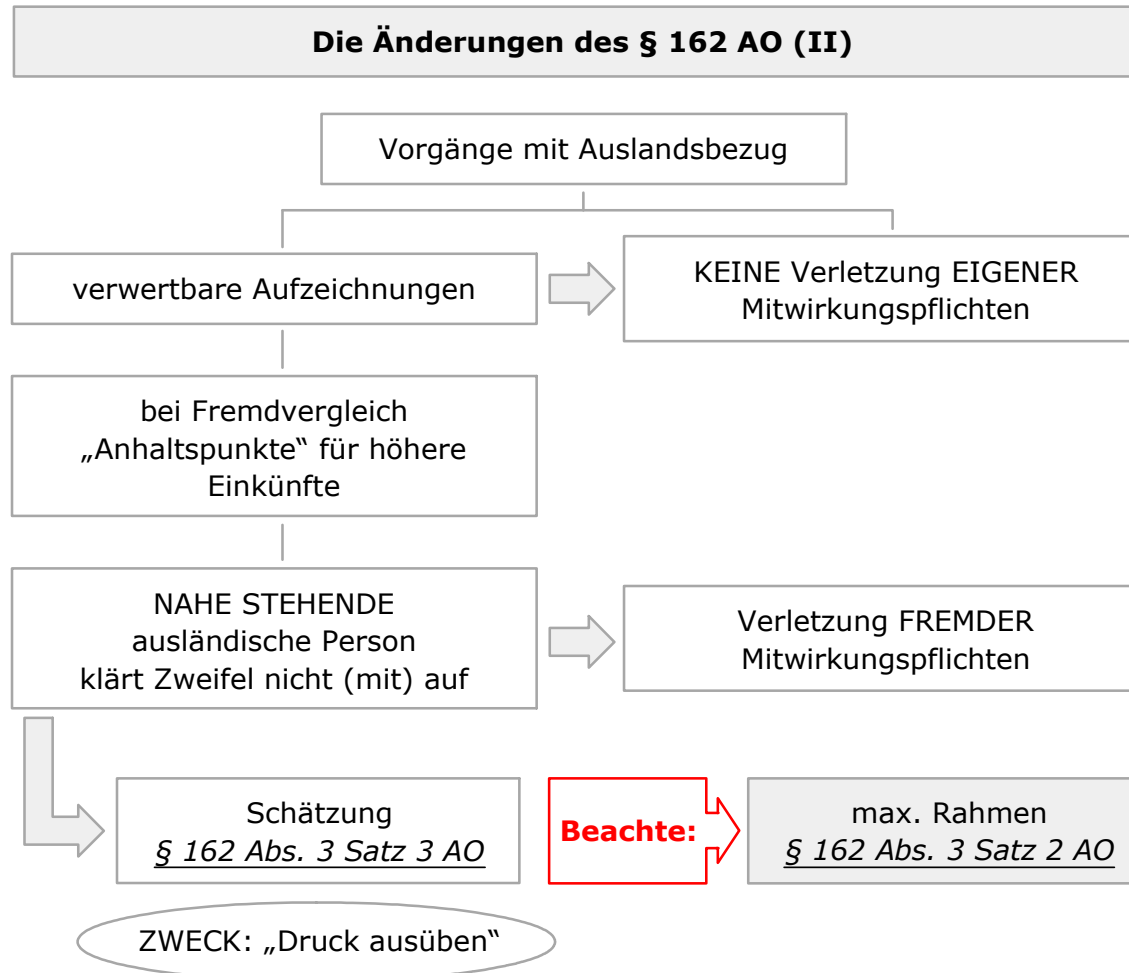 Die Änderungen des § 162 AO (II)
Vorgänge mit Auslandsbezug
verwertbare Aufzeichnungen
KEINE Verletzung EIGENER
Mitwirkungspflichten
bei Fremdvergleich
„Anhaltspunkte“ für höhere
Einkünfte
NAHE STEHENDE
ausländische Person
klärt Zweifel nicht (mit) auf
Verletzung FREMDER
Mitwirkungspflichten
Schätzung
§ 162 Abs. 3 Satz 3 AO
Beachte:
max. Rahmen
§ 162 Abs. 3 Satz 2 AO
ZWECK: „Druck ausüben“